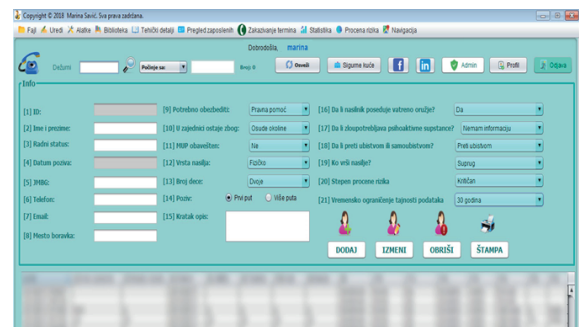 Copyright © 2018 Marina Savić. Sva prava zadržana.
Fajl Uredi Alatke Biblioteka Tehički detalji Pregled zaposlenih Zakazivanje termina Statistika Procena rizika Navigacija
Dobrodošla, marina
Dežurni Počinje sa: Broj: 0 Osveži Sigurne kuće Admin Profil Odjava
Info
[1] ID:
[2] Ime i prezime:
[3] Radni status:
[4] Datum poziva:
[5] JMBG:
[6] Telefon:
[7] Email:
[8] Mesto boravka:
[9] Potrebno obezbediti: Pravna pomoć
[10] U zajednici ostaje zbog: Osude okoline
[11] MUP obavešten: Ne
[12] Vrsta nasilja: Fizičko
[13] Broj dece: Dvoje
[14] Poziv: Prvi put Više puta
[15] Kratak opis:
[16] Da li nasilnik poseduje vatreno oružje? Da
[17] Da li zloupotrebljava psihoaktivne supstance? Nemam informaciju
[18] Da li preti ubistvom ili samoubistvom? Preti ubistvom
[19] Ko vrši nasilje? Suprug
[20] Stepen procene rizika Kritičan
[21] Vremensko ograničenje tajnosti podataka 30 godina
DODAJ IZMENI OBRIŠI ŠTAMPA